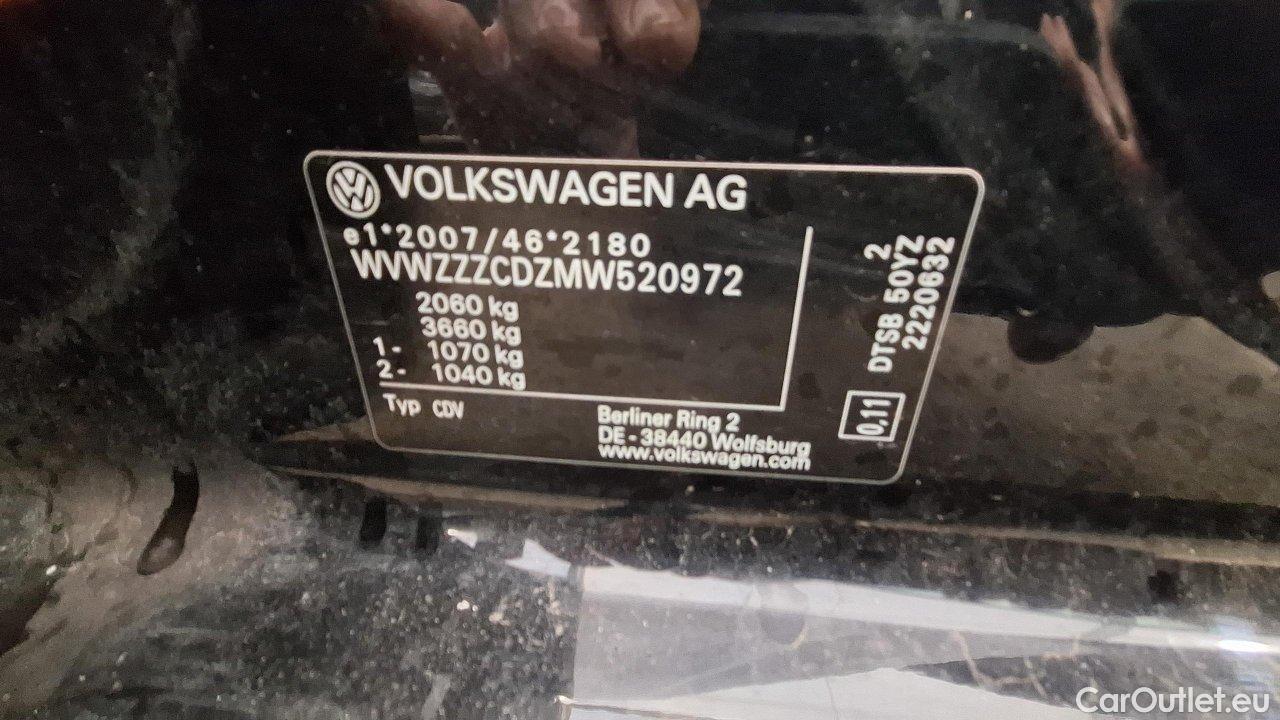 VOLKSWAGEN AG
e1*2007/46*2180
WVWZZZCDZMW520972
2060 kg
3660 kg
1- 1070 kg
2- 1040 kg
Typ CDV
Berliner Ring 2
DE-38440 Wolfsburg
www.volkswagen.com
2
DTSB 50YZ
2220632
0,11
CarOutlet.eu